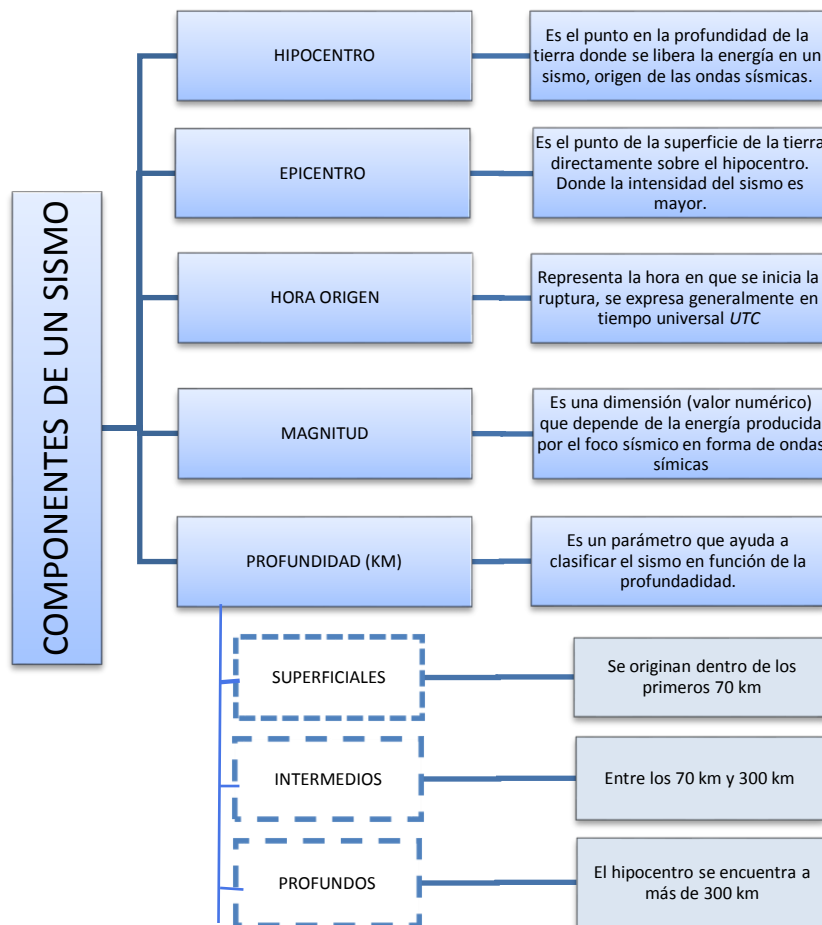 COMPONENTES DE UN SISMO
HIPOCENTRO
Es el punto en la profundidad de la
tierra donde se libera la energía en un
sismo, origen de las ondas sísmicas.
EPICENTRO
Es el punto de la superficie de la tierra
directamente sobre el hipocentro.
Donde la intensidad del sismo es
mayor.
HORA ORIGEN
Representa la hora en que se inicia la
ruptura, se expresa generalmente en
tiempo universal UTC
MAGNITUD
Es una dimensión (valor numérico)
que depende de la energía producida
por el foco sísmico en forma de ondas
símicas
PROFUNDIDAD (KM)
Es un parámetro que ayuda a
clasificar el sismo en función de la
profundadidad.
SUPERFICIALES
Se originan dentro de los
primeros 70 km
INTERMEDIOS
Entre los 70 km y 300 km
PROFUNDOS
El hipocentro se encuentra a
más de 300 km